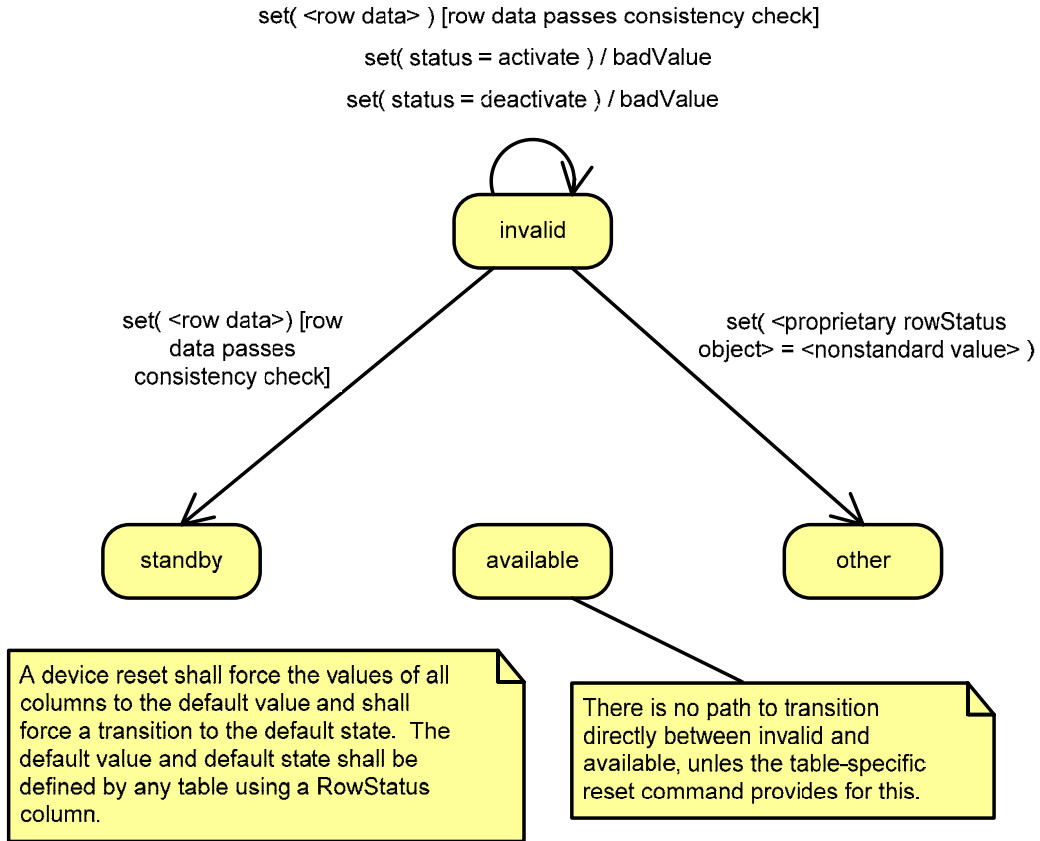 set( <row data> ) [row data passes consistency check]
set( status = activate ) / badValue
set( status = deactivate ) / badValue
invalid
set( <row data>) [row
data passes
consistency check]
set( <proprietary rowStatus
object> = <nonstandard value> )
standby
available
other
A device reset shall force the values of all
columns to the default value and shall
force a transition to the default state. The
default value and default state shall be
defined by any table using a RowStatus
column.
There is no path to transition
directly between invalid and
available, unles the table-specific
reset command provides for this.